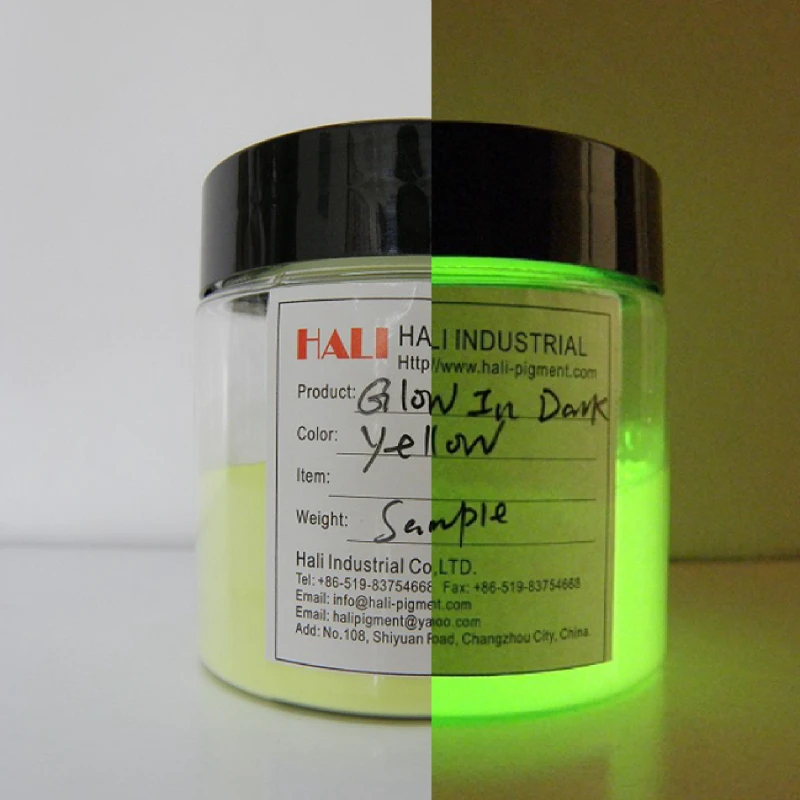 HALI HALI INDUSTRIAL
Http//www.hali-pigment.com
Product: Glow In Dark
Color: Yellow
Item:
Weight: Sample
Hali Industrial Co,LTD.
Tel: +86-519-83754668 Fax: +86-519-83754668
Email: info@hali-pigment.com
Email: halipigment@yahoo.com
Add: No.108, Shiyuan Road, Changzhou City, China.